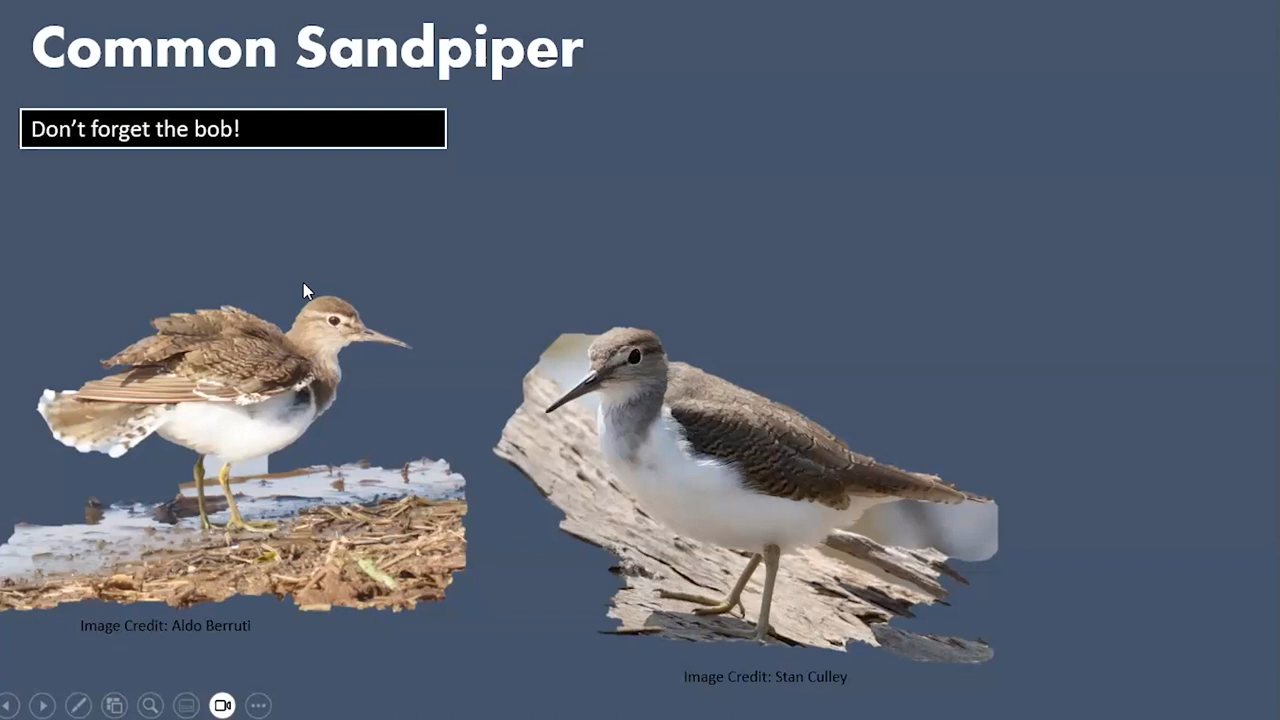 Common Sandpiper
Don’t forget the bob!
Image Credit: Aldo Berruti
Image Credit: Stan Culley